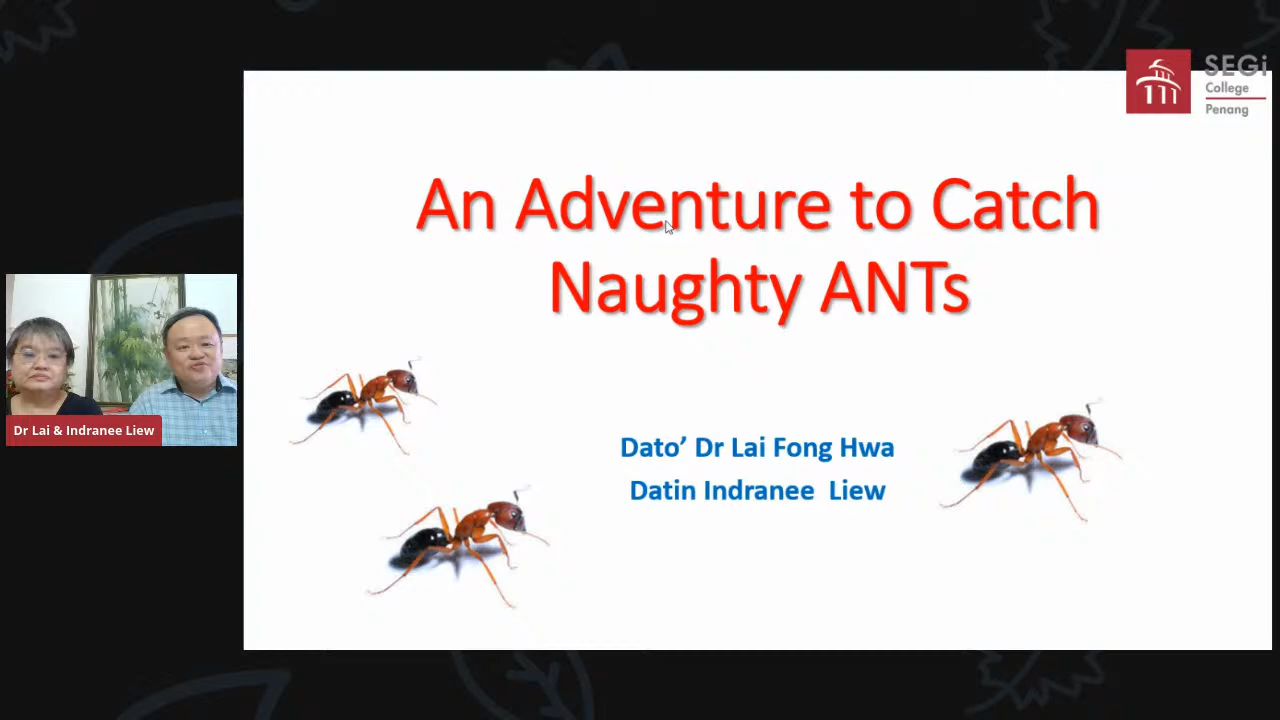 SEGi
College
Penang
An Adventure to Catch
Naughty ANTs
Dato’ Dr Lai Fong Hwa
Datin Indranee Liew
Dr Lai & Indranee Liew